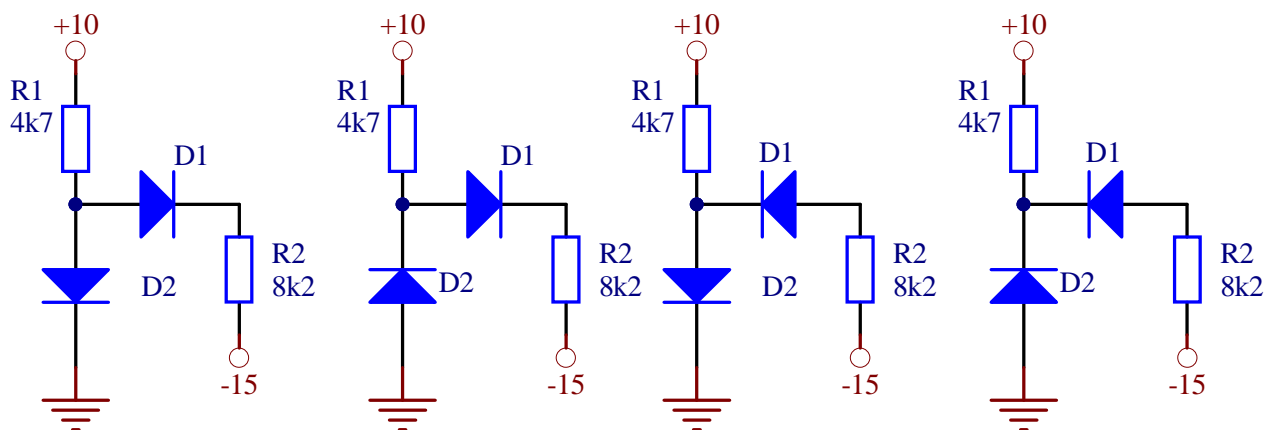 +10 +10 +10 +10
R1 R1 R1 R1
4k7 4k7 4k7 4k7
D1 D1 D1 D1
R2 R2 R2 R2
D2 D2 D2 D2
8k2 8k2 8k2 8k2
-15 -15 -15 -15